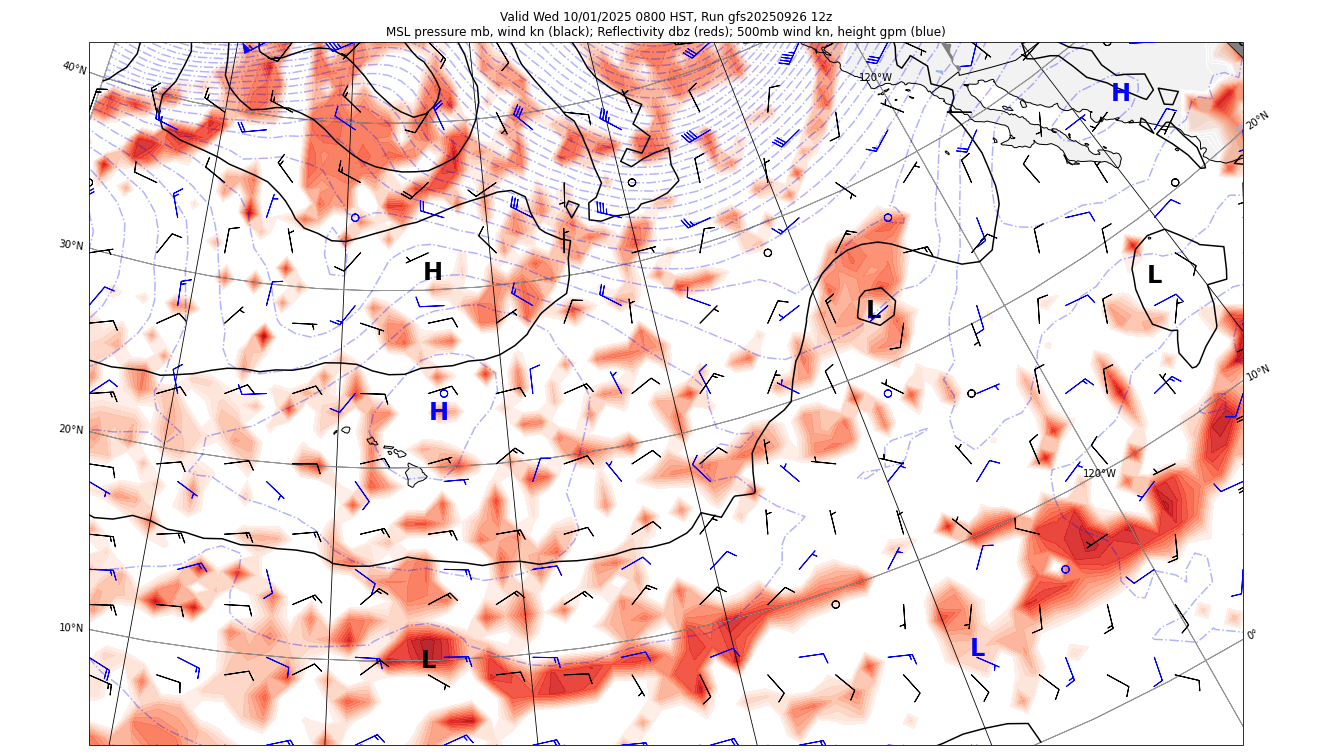 Valid Wed 10/01/2025 0800 HST, Run gfs20250926 12z
MSL pressure mb, wind kn (black); Reflectivity dbz (reds); 500mb wind kn, height gpm (blue)
40°N
120°W
H
20°N
30°N
H
L
L
10°N
H
20°N
120°W
10°N
0°
L
L